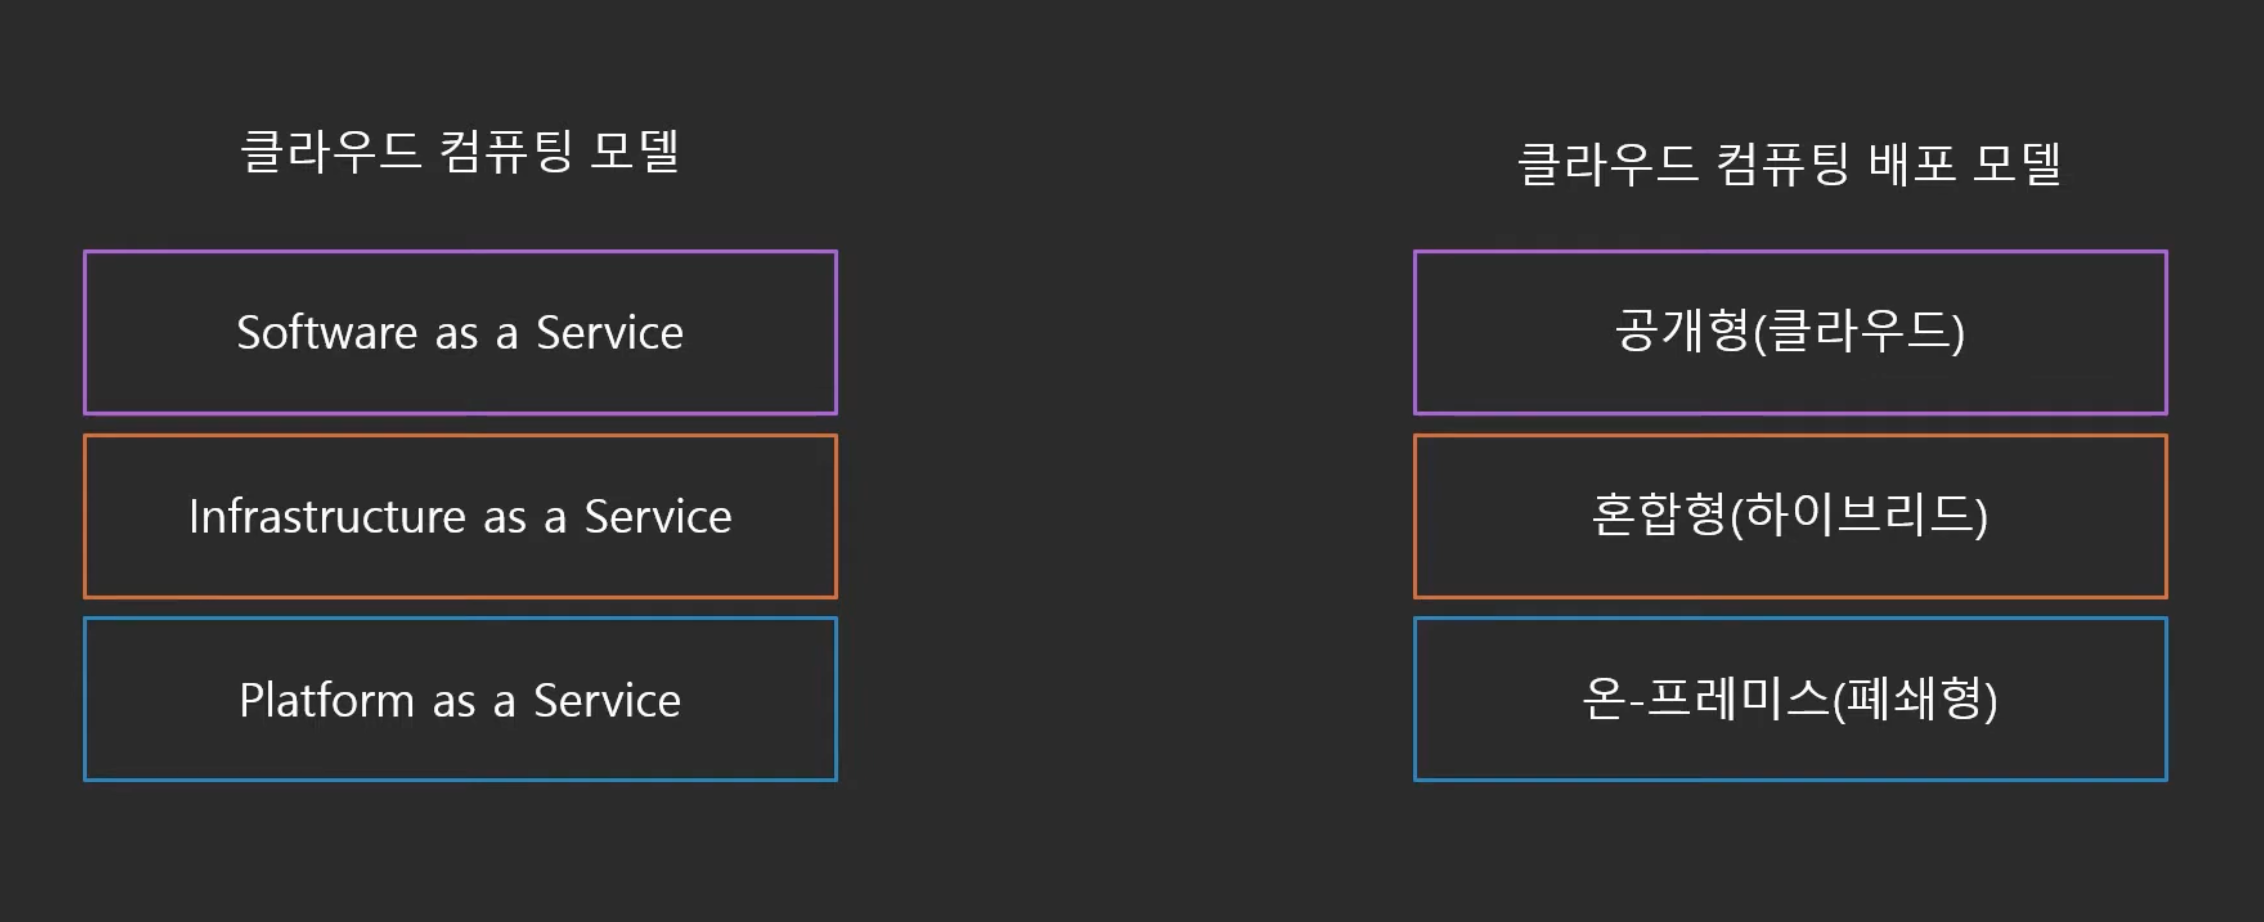 클라우드 컴퓨팅 모델
Software as a Service
Infrastructure as a Service
Platform as a Service
클라우드 컴퓨팅 배포 모델
공개형(클라우드)
혼합형(하이브리드)
온-프레미스(폐쇄형)